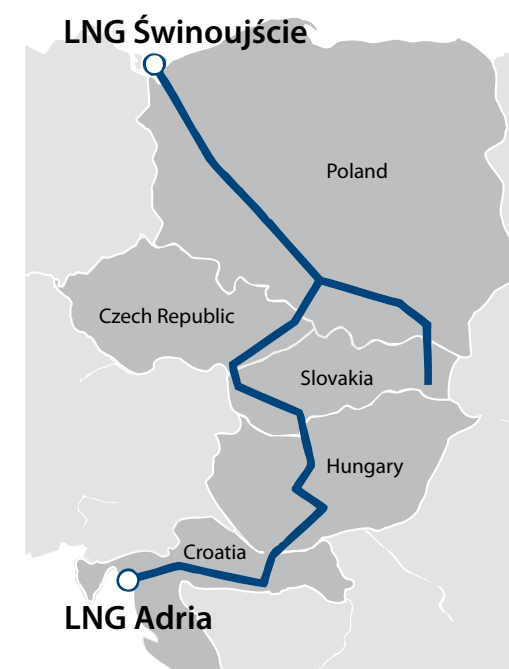 LNG Świnoujście
Poland
Czech Republic
Slovakia
Hungary
Croatia
LNG Adria